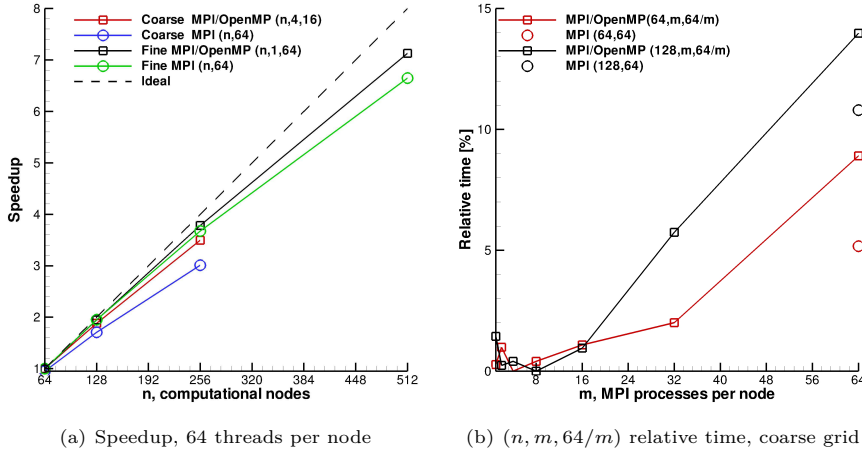 8
7
6
5
4
3
2
1
Speedup
Coarse MPI/OpenMP (n,4,16)
Coarse MPI (n,64)
Fine MPI/OpenMP (n,1,64)
Fine MPI (n,64)
Ideal
64 128 192 256 320 384 448 512
n, computational nodes
(a) Speedup, 64 threads per node
15
10
5
0
Relative time [%]
MPI/OpenMP(64,m,64/m)
MPI (64,64)
MPI/OpenMP (128,m,64/m)
MPI (128,64)
8 16 24 32 40 48 56 64
m, MPI processes per node
(b) (n, m, 64/m) relative time, coarse grid